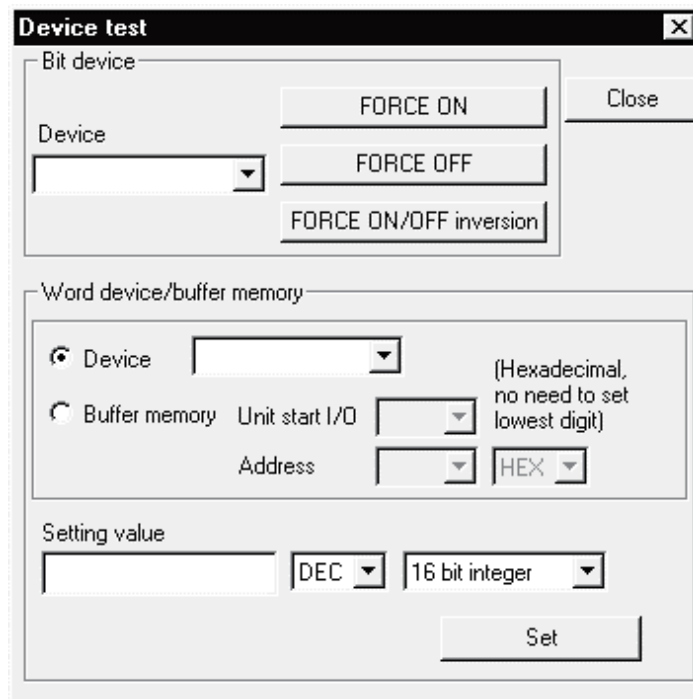 Device test
Bit device
FORCE ON
Close
Device
FORCE OFF
FORCE ON/OFF inversion
Word device/buffer memory
Device
(Hexadecimal,
no need to set
lowest digit)
Buffer memory Unit start I/O
Address HEX
Setting value
DEC 16 bit integer
Set